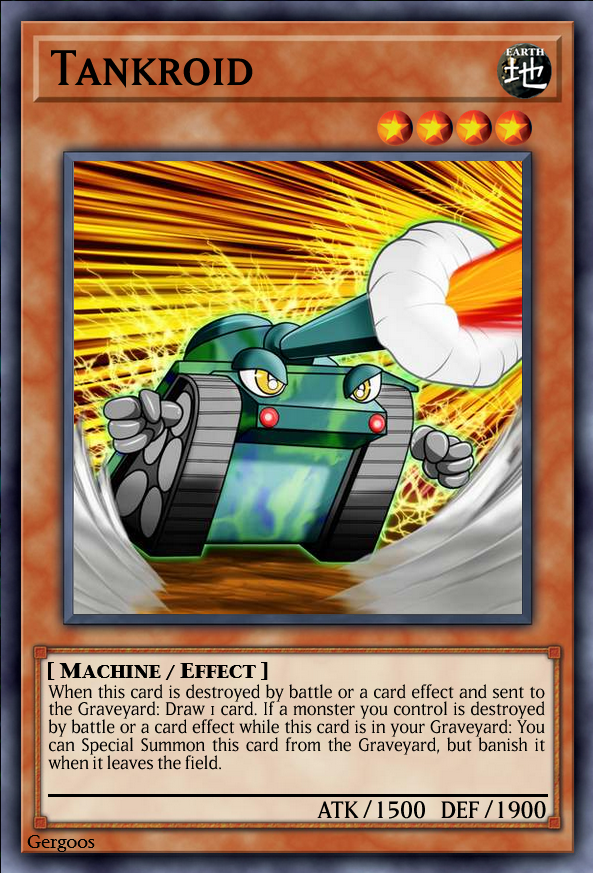 Tankroid
EARTH
地
[ Machine / Effect ]
When this card is destroyed by battle or a card effect and sent to
the Graveyard: Draw 1 card. If a monster you control is destroyed
by battle or a card effect while this card is in your Graveyard: You
can Special Summon this card from the Graveyard, but banish it
when it leaves the field.
ATK/1500 DEF/1900
Gergoos